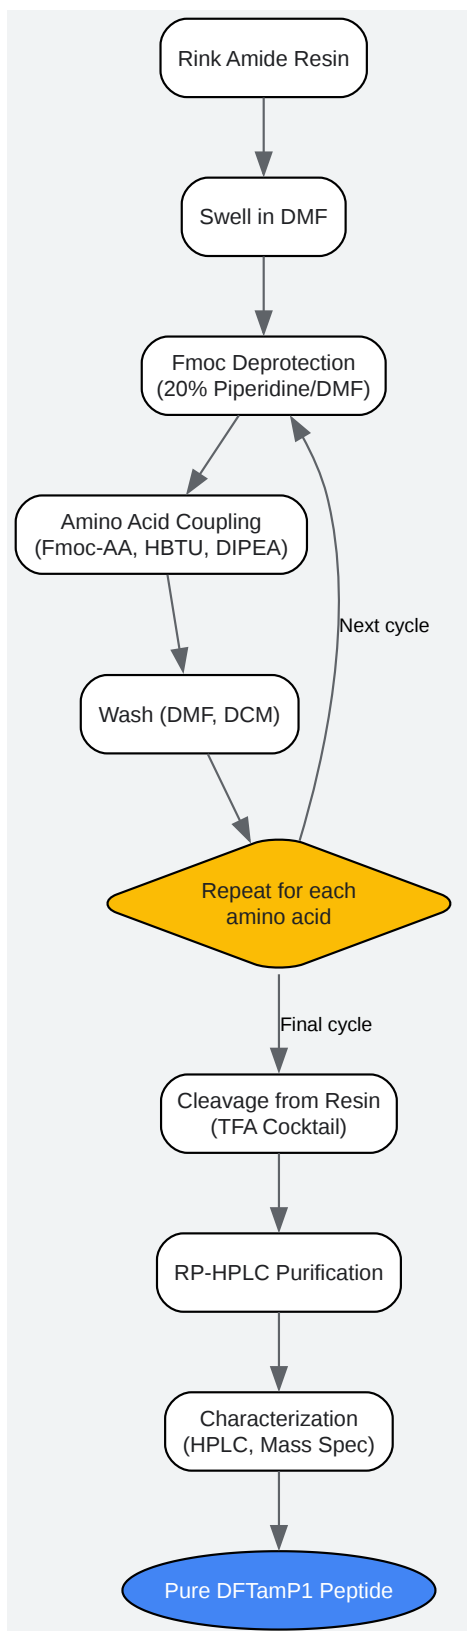 Rink Amide Resin
Swell in DMF
Fmoc Deprotection
(20% Piperidine/DMF)
Amino Acid Coupling
(Fmoc-AA, HBTU, DIPEA)
Next cycle
Wash (DMF, DCM)
Repeat for each
amino acid
Final cycle
Cleavage from Resin
(TFA Cocktail)
RP-HPLC Purification
Characterization
(HPLC, Mass Spec)
Pure DFTamP1 Peptide